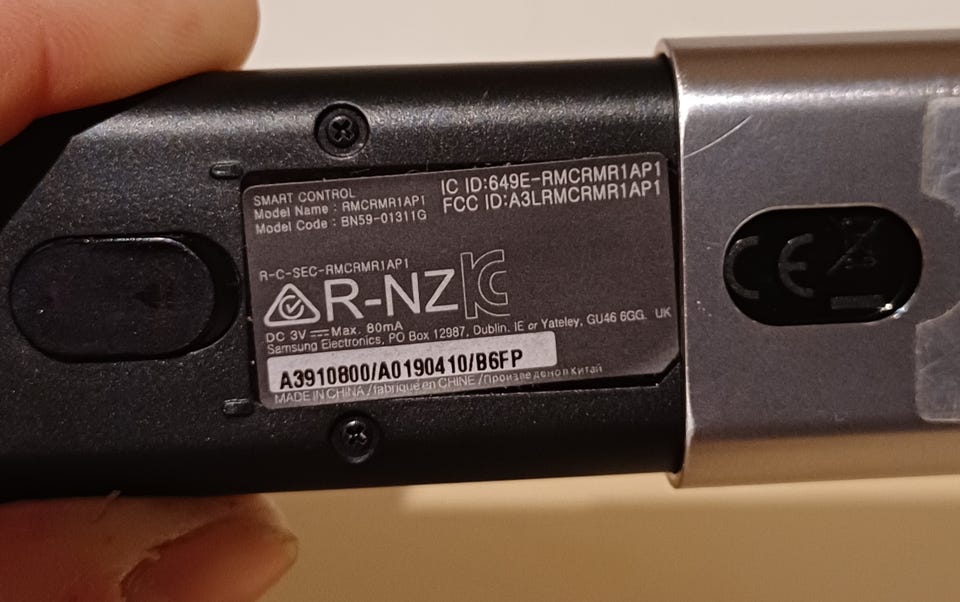 SMART CONTROL
Model Name : RMCRMR1AP1
Model Code : BN59-01311G
IC ID:649E-RMCRMR1AP1
FCC ID:A3LRMCRMR1AP1
R-C-SEC-RMCRMR1AP1
R-NZ
DC 3V ⎓ Max. 80mA
Samsung Electronics, PO Box 12987, Dublin. IE or Yateley, GU46 6GG. UK
A3910800/A0190410/B6FP
MADE IN CHINA / fabriqué en CHINE / Произведено в Китай
CE